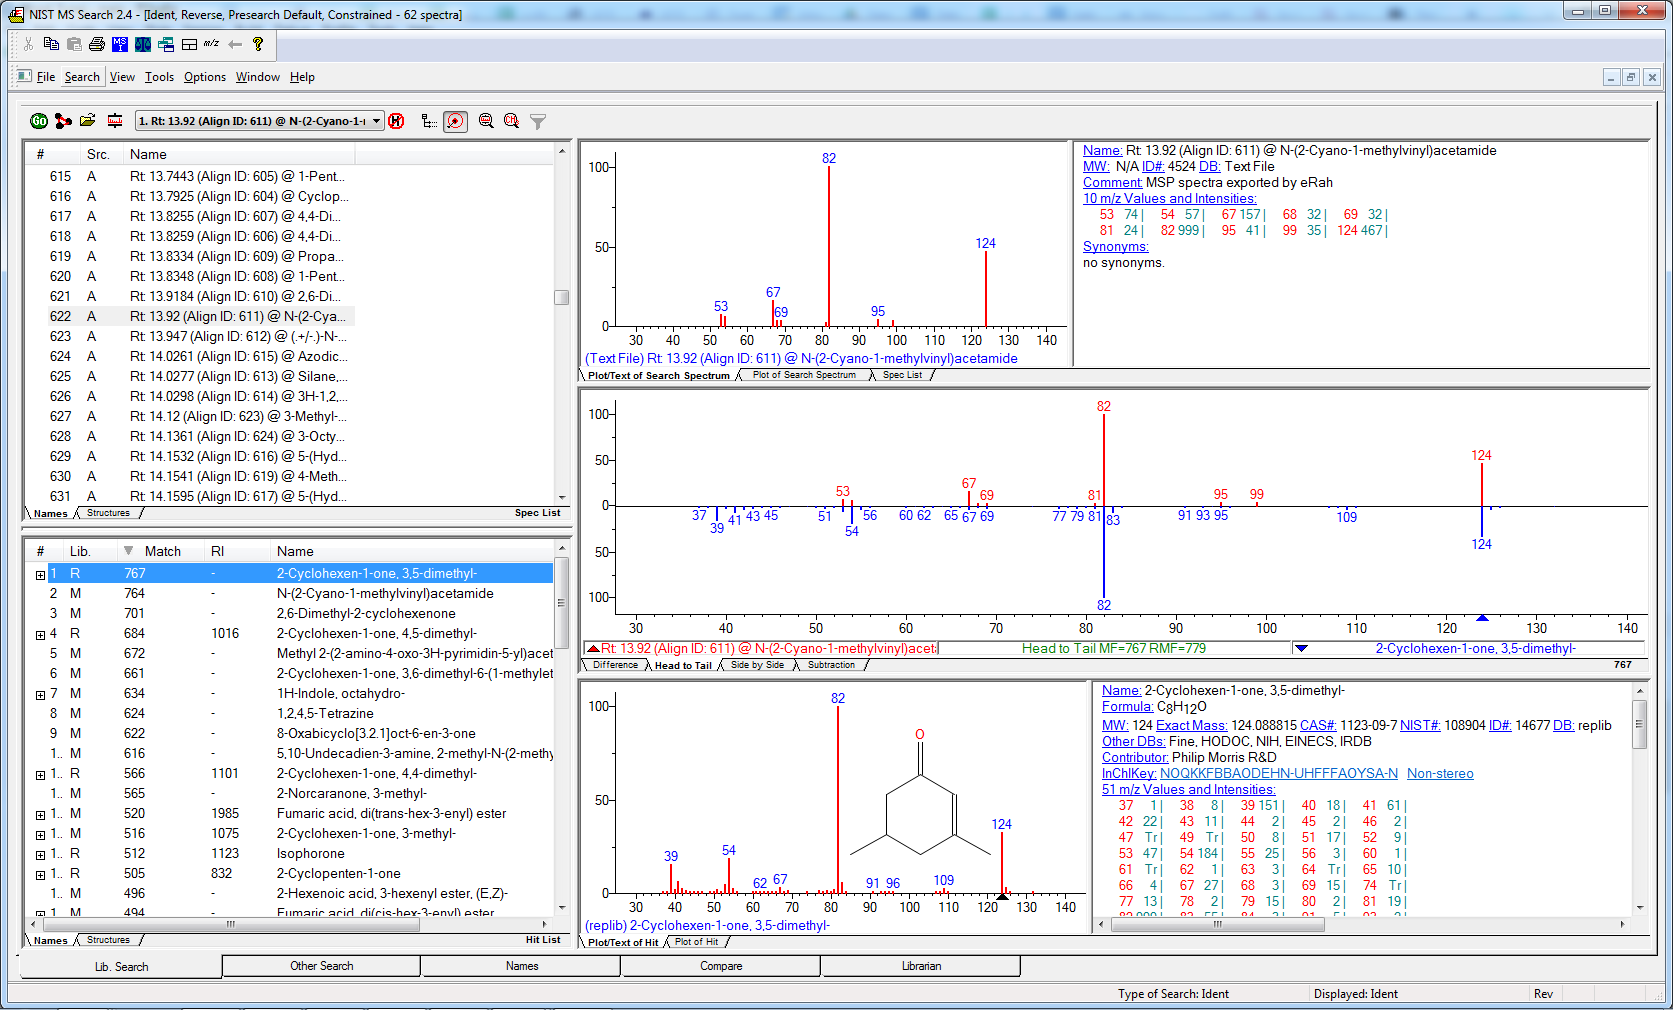 NIST MS Search 2.4 - [Ident, Reverse, Presearch Default, Constrained - 62 spectra]
File Search View Tools Options Window Help
1. Rt: 13.92 (Align ID: 611) @ N-(2-Cyano-1-
# Src. Name
615 A Rt: 13.7443 (Align ID: 605) @ 1-Pent...
616 A Rt: 13.7925 (Align ID: 604) @ Cyclop...
617 A Rt: 13.8255 (Align ID: 607) @ 4,4-Di...
618 A Rt: 13.8259 (Align ID: 606) @ 4,4-Di...
619 A Rt: 13.8334 (Align ID: 609) @ Propa...
620 A Rt: 13.8348 (Align ID: 608) @ 1-Pent...
621 A Rt: 13.9184 (Align ID: 610) @ 2,6-Di...
622 A Rt: 13.92 (Align ID: 611) @ N-(2-Cya...
623 A Rt: 13.947 (Align ID: 612) @ (.+/-.)-N-...
624 A Rt: 14.0261 (Align ID: 615) @ Azodic...
625 A Rt: 14.0277 (Align ID: 613) @ Silane,...
626 A Rt: 14.0298 (Align ID: 614) @ 3H-1,2,...
627 A Rt: 14.12 (Align ID: 623) @ 3-Methyl-...
628 A Rt: 14.1361 (Align ID: 624) @ 3-Octy...
629 A Rt: 14.1532 (Align ID: 616) @ 5-(Hyd...
630 A Rt: 14.1541 (Align ID: 619) @ 4-Meth...
631 A Rt: 14.1595 (Align ID: 617) @ 5-(Hyd...
Names Structures Spec List
# Lib. Match RI Name
1 R 767 - 2-Cyclohexen-1-one, 3,5-dimethyl-
2 M 764 - N-(2-Cyano-1-methylvinyl)acetamide
3 M 701 - 2,6-Dimethyl-2-cyclohexenone
4 R 684 1016 2-Cyclohexen-1-one, 4,5-dimethyl-
5 M 672 - Methyl 2-(2-amino-4-oxo-3H-pyrimidin-5-yl)acet
6 M 661 - 2-Cyclohexen-1-one, 3,6-dimethyl-6-(1-methylet
7 M 634 - 1H-Indole, octahydro-
8 M 624 - 1,2,4,5-Tetrazine
9 M 622 - 8-Oxabicyclo[3.2.1]oct-6-en-3-one
1.. M 616 - 5,10-Undecadien-3-amine, 2-methyl-N-(2-methy
1.. R 566 1101 2-Cyclohexen-1-one, 4,4-dimethyl-
1.. M 565 - 2-Norcaranone, 3-methyl-
1.. M 520 1985 Fumaric acid, di(trans-hex-3-enyl) ester
1.. M 516 1075 2-Cyclohexen-1-one, 3-methyl-
1.. R 512 1123 Isophorone
1.. R 505 832 2-Cyclopenten-1-one
1.. M 496 - 2-Hexenoic acid, 3-hexenyl ester, (E,Z)-
1.. M 494 - Fumaric acid, di(cis-hex-3-enyl) ester
Names Structures Hit List
100 50 0
82 124 67 69 53 95
30 40 50 60 70 80 90 100 110 120 130 140
(Text File) Rt: 13.92 (Align ID: 611) @ N-(2-Cyano-1-methylvinyl)acetamide
Plot/Text of Search Spectrum Plot of Search Spectrum Spec List
Name: Rt: 13.92 (Align ID: 611) @ N-(2-Cyano-1-methylvinyl)acetamide
MW: N/A ID#: 4524 DB: Text File
Comment: MSP spectra exported by eRah
10 m/z Values and Intensities:
53 74| 54 57| 67 157| 68 32| 69 32|
81 24| 82 999| 95 41| 99 35| 124 467|
Synonyms:
no synonyms.
100 50 0 50 100
82 124 67 53 69 81 95 99
37 39 41 43 45 51 54 56 60 62 65 67 69 77 79 81 83 91 93 95 109 124 82
30 40 50 60 70 80 90 100 110 120 130 140
Rt: 13.92 (Align ID: 611) @ N-(2-Cyano-1-methylvinyl)acet Head to Tail MF=767 RMF=779 2-Cyclohexen-1-one, 3,5-dimethyl-
Difference Head to Tail Side by Side Subtraction 767
100 50 0
82 124 39 54 62 67 91 96 109
O
30 40 50 60 70 80 90 100 110 120 130 140
(replib) 2-Cyclohexen-1-one, 3,5-dimethyl-
Plot/Text of Hit Plot of Hit
Name: 2-Cyclohexen-1-one, 3,5-dimethyl-
Formula: C8H12O
MW: 124 Exact Mass: 124.088815 CAS#: 1123-09-7 NIST#: 108904 ID#: 14677 DB: replib
Other DBs: Fine, HODOC, NIH, EINECS, IRDB
Contributor: Philip Morris R&D
InChIKey: NOQKKFBBAODEHN-UHFFFAOYSA-N Non-stereo
51 m/z Values and Intensities:
37 1| 38 8| 39 151| 40 18| 41 61|
42 22| 43 11| 44 2| 45 2| 46 2|
47 Tr| 49 Tr| 50 8| 51 17| 52 9|
53 47| 54 184| 55 25| 56 3| 60 1|
61 Tr| 62 1| 63 3| 64 Tr| 65 10|
66 4| 67 27| 68 3| 69 15| 74 Tr|
77 13| 78 2| 79 15| 80 2| 81 19|
Lib. Search Other Search Names Compare Librarian
Type of Search: Ident Displayed: Ident Rev